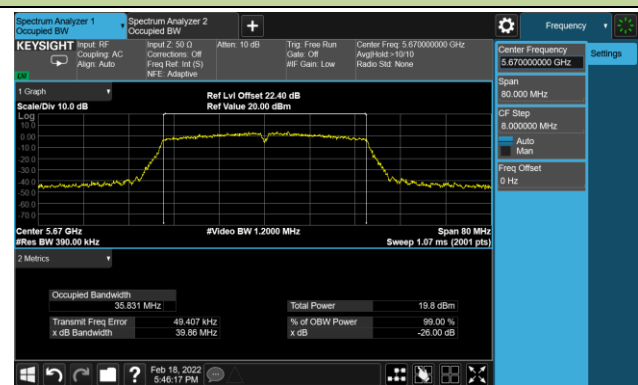 Spectrum Analyzer 1
Occupied BW
Spectrum Analyzer 2
Occupied BW
Frequency
KEYSIGHT
Input: RF
Coupling: AC
Align: Auto
Input Z: 50 Ω
Corrections: Off
Freq Ref: Int (S)
NFE: Adaptive
Atten: 10 dB
Trig: Free Run
Gate: Off
#IF Gain: Low
Center Freq: 5.670000000 GHz
Avg|Hold:>10/10
Radio Std: None
Center Frequency
5.670000000 GHz
Settings
Span
80.000 MHz
CF Step
8.000000 MHz
Auto
Man
Freq Offset
0 Hz
1 Graph
Scale/Div 10.0 dB
Ref Lvl Offset 22.40 dB
Ref Value 20.00 dBm
Log
10.0
0.00
-10.0
-20.0
-30.0
-40.0
-50.0
-60.0
-70.0
Center 5.67 GHz
#Video BW 1.2000 MHz
Span 80 MHz
#Res BW 390.00 kHz
Sweep 1.07 ms (2001 pts)
2 Metrics
Occupied Bandwidth
35.831 MHz
Total Power 19.8 dBm
Transmit Freq Error 49.407 kHz
% of OBW Power 99.00 %
x dB Bandwidth 39.86 MHz
x dB -26.00 dB
Feb 18, 2022
5:46:17 PM